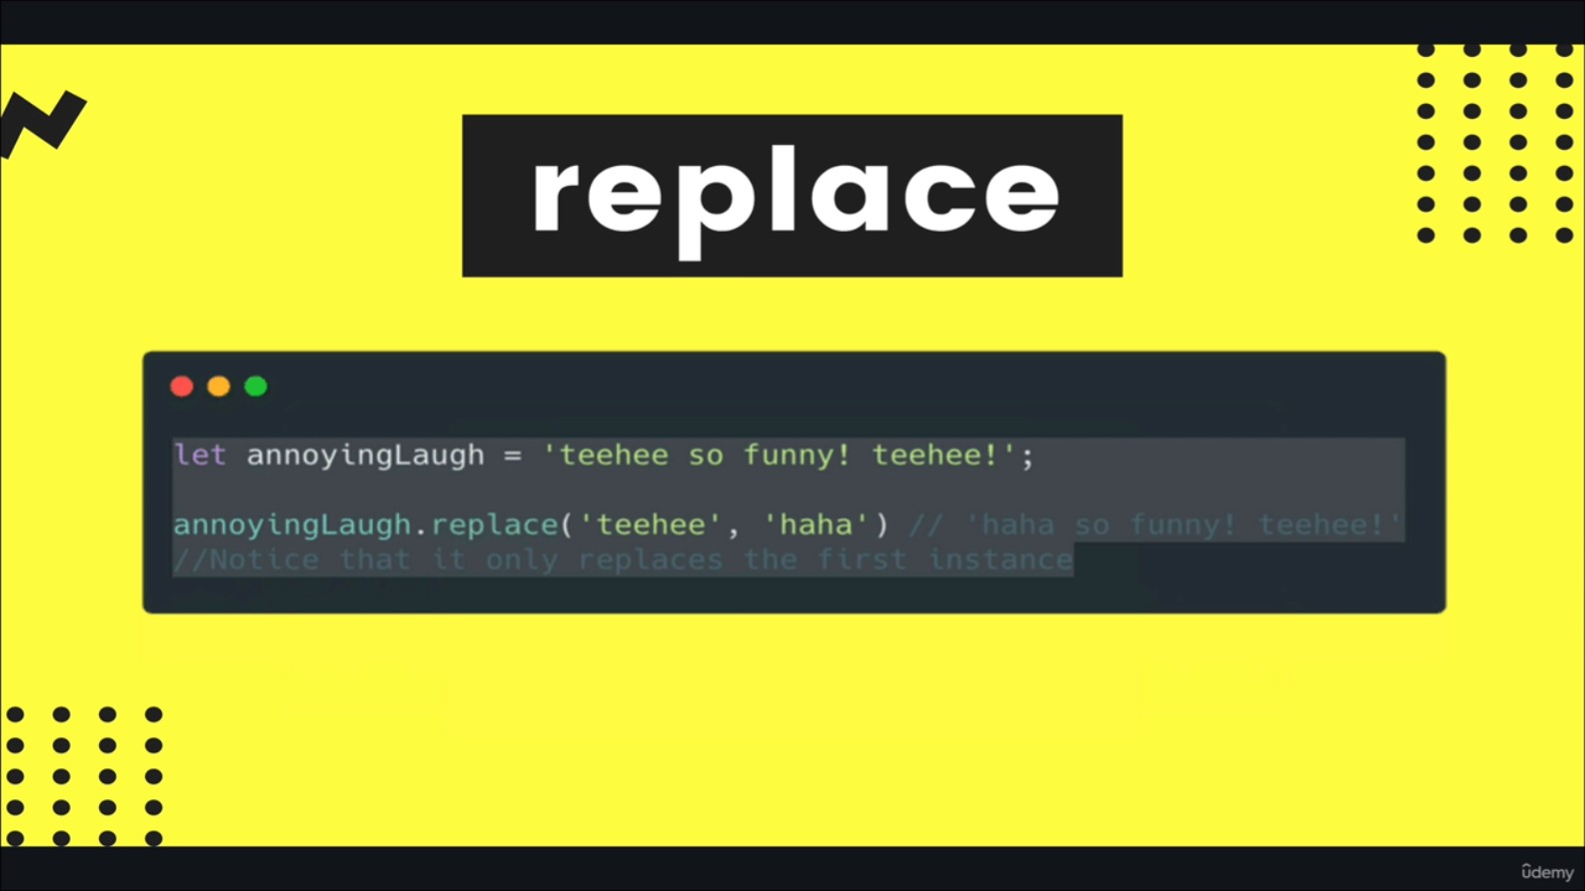 replace
let annoyingLaugh = 'teehee so funny! teehee!';
annoyingLaugh.replace('teehee', 'haha') // 'haha so funny! teehee!'
//Notice that it only replaces the first instance
ûdemy